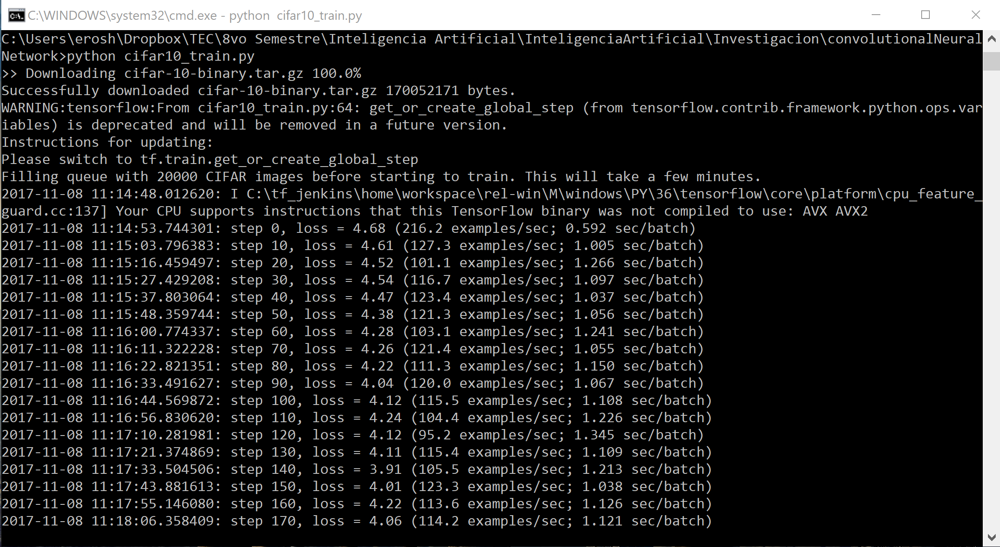 C:\WINDOWS\system32\cmd.exe - python  cifar10_train.py
C:\Users\erosh\Dropbox\TEC\8vo Semestre\Inteligencia Artificial\InteligenciaArtificial\Investigacion\convolutionalNeural
Network>python cifar10_train.py
>> Downloading cifar-10-binary.tar.gz 100.0%
Successfully downloaded cifar-10-binary.tar.gz 170052171 bytes.
WARNING:tensorflow:From cifar10_train.py:64: get_or_create_global_step (from tensorflow.contrib.framework.python.ops.var
iables) is deprecated and will be removed in a future version.
Instructions for updating:
Please switch to tf.train.get_or_create_global_step
Filling queue with 20000 CIFAR images before starting to train. This will take a few minutes.
2017-11-08 11:14:48.012620: I C:\tf_jenkins\home\workspace\rel-win\M\windows\PY\36\tensorflow\core\platform\cpu_feature_
guard.cc:137] Your CPU supports instructions that this TensorFlow binary was not compiled to use: AVX AVX2
2017-11-08 11:14:53.744301: step 0, loss = 4.68 (216.2 examples/sec; 0.592 sec/batch)
2017-11-08 11:15:03.796383: step 10, loss = 4.61 (127.3 examples/sec; 1.005 sec/batch)
2017-11-08 11:15:16.459497: step 20, loss = 4.52 (101.1 examples/sec; 1.266 sec/batch)
2017-11-08 11:15:27.429208: step 30, loss = 4.54 (116.7 examples/sec; 1.097 sec/batch)
2017-11-08 11:15:37.803064: step 40, loss = 4.47 (123.4 examples/sec; 1.037 sec/batch)
2017-11-08 11:15:48.359744: step 50, loss = 4.38 (121.3 examples/sec; 1.056 sec/batch)
2017-11-08 11:16:00.774337: step 60, loss = 4.28 (103.1 examples/sec; 1.241 sec/batch)
2017-11-08 11:16:11.322228: step 70, loss = 4.26 (121.4 examples/sec; 1.055 sec/batch)
2017-11-08 11:16:22.821351: step 80, loss = 4.22 (111.3 examples/sec; 1.150 sec/batch)
2017-11-08 11:16:33.491627: step 90, loss = 4.04 (120.0 examples/sec; 1.067 sec/batch)
2017-11-08 11:16:44.569872: step 100, loss = 4.12 (115.5 examples/sec; 1.108 sec/batch)
2017-11-08 11:16:56.830620: step 110, loss = 4.24 (104.4 examples/sec; 1.226 sec/batch)
2017-11-08 11:17:10.281981: step 120, loss = 4.12 (95.2 examples/sec; 1.345 sec/batch)
2017-11-08 11:17:21.374869: step 130, loss = 4.11 (115.4 examples/sec; 1.109 sec/batch)
2017-11-08 11:17:33.504506: step 140, loss = 3.91 (105.5 examples/sec; 1.213 sec/batch)
2017-11-08 11:17:43.881613: step 150, loss = 4.01 (123.3 examples/sec; 1.038 sec/batch)
2017-11-08 11:17:55.146080: step 160, loss = 4.22 (113.6 examples/sec; 1.126 sec/batch)
2017-11-08 11:18:06.358409: step 170, loss = 4.06 (114.2 examples/sec; 1.121 sec/batch)